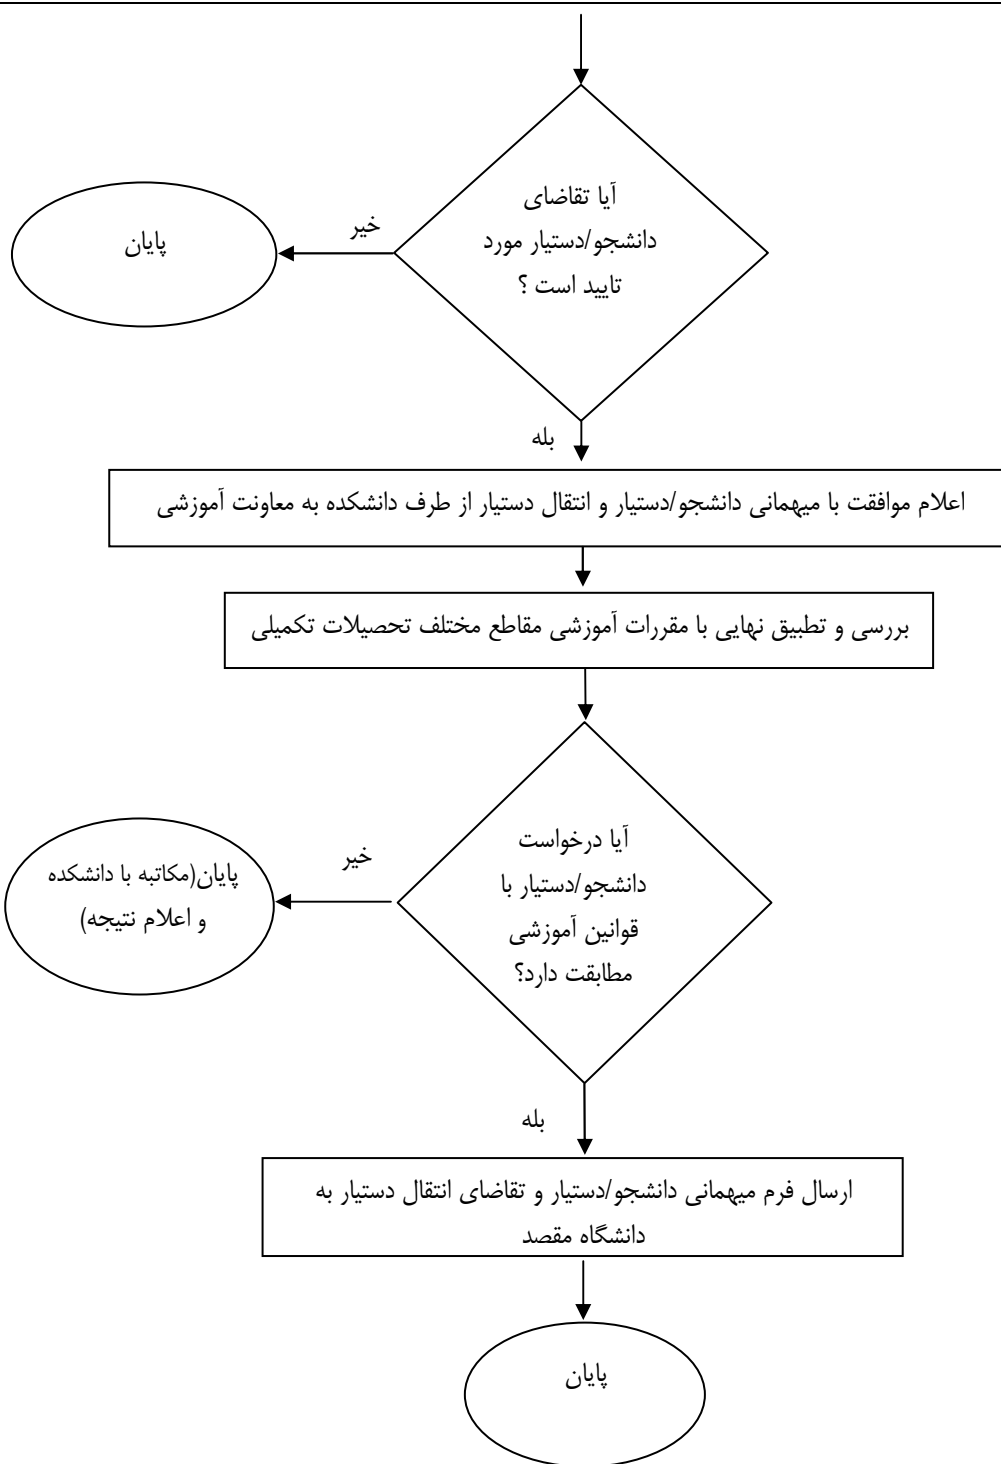 آیا تقاضای
دانشجو/دستیار مورد
تایید است ؟
خیر
پایان
بله
اعلام موافقت با میهمانی دانشجو/دستیار و انتقال دستیار از طرف دانشکده به معاونت آموزشی
بررسی و تطبیق نهایی با مقررات آموزشی مقاطع مختلف تحصیلات تکمیلی
آیا درخواست
دانشجو/دستیار با
قوانین آموزشی
مطابقت دارد؟
خیر
پایان(مکاتبه با دانشکده
و اعلام نتیجه)
بله
ارسال فرم میهمانی دانشجو/دستیار و تقاضای انتقال دستیار به
دانشگاه مقصد
پایان